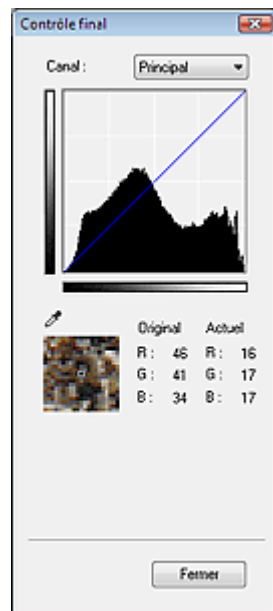 Contrôle final
Canal : Principal
Original Actuel
R : 46 R : 16
G : 41 G : 17
B : 34 B : 17
Fermer